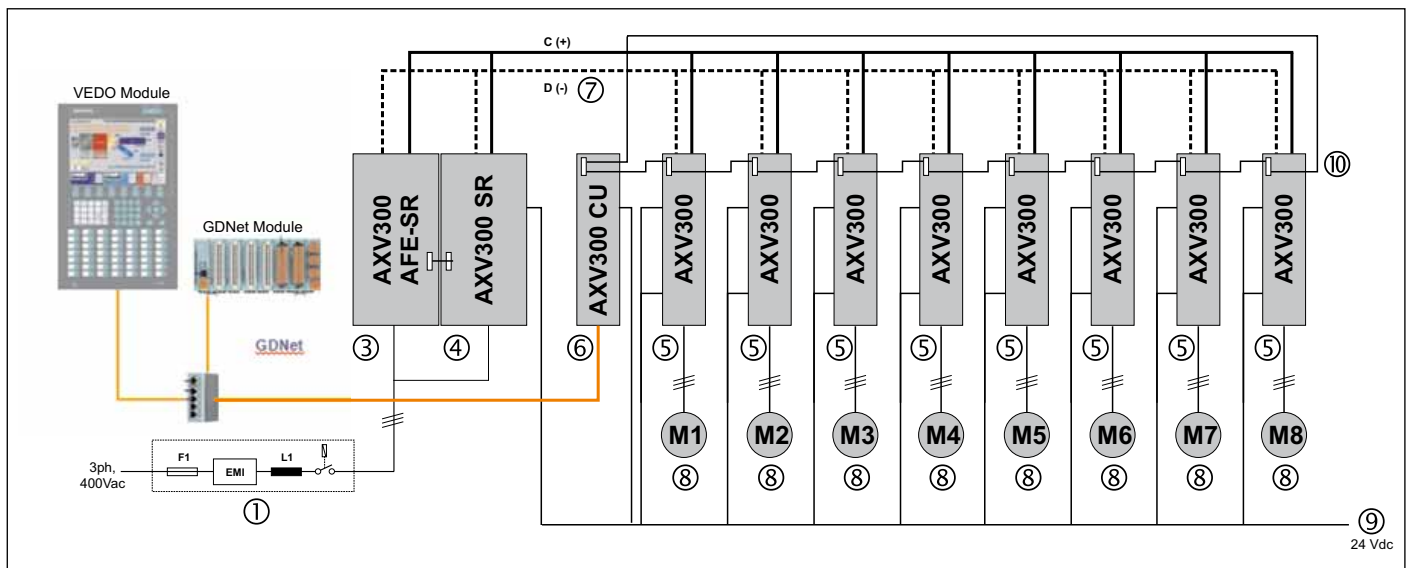 C (+)
D (-) ⑦
VEDO Module
GDNet Module
GDNet
AXV300
AFE-SR
AXV300 SR
AXV300 CU
AXV300
AXV300
AXV300
AXV300
AXV300
AXV300
AXV300
AXV300
⑩
③ ④ ⑥ ⑤ ⑤ ⑤ ⑤ ⑤ ⑤ ⑤ ⑤
M1 M2 M3 M4 M5 M6 M7 M8
⑧ ⑧ ⑧ ⑧ ⑧ ⑧ ⑧ ⑧
3ph,
400Vac
F1
EMI
L1
①
⑨
24 Vdc